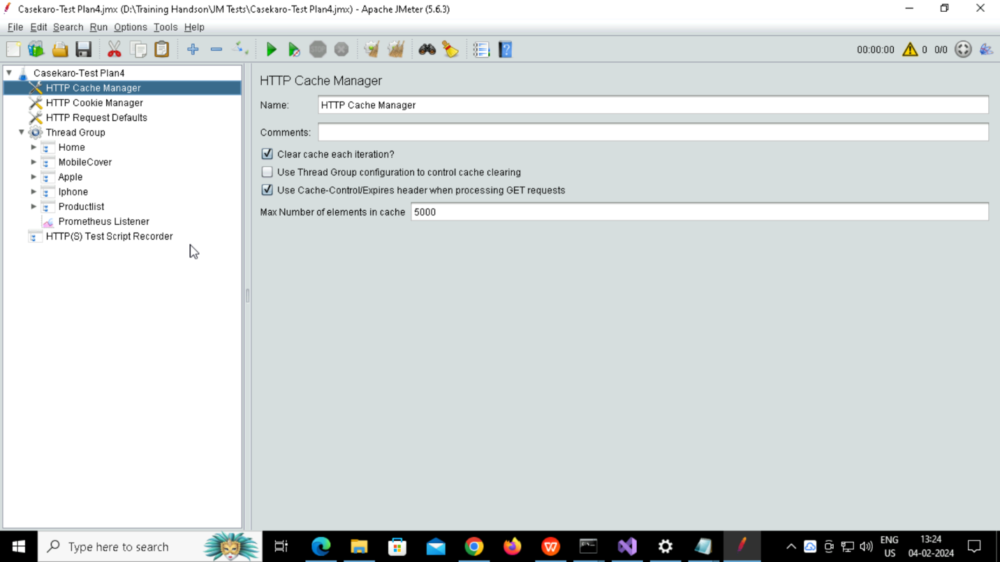 Casekaro-Test Plan4.jmx (D:\Training Handson\JM Tests\Casekaro-Test Plan4.jmx) - Apache JMeter (5.6.3)
File Edit Search Run Options Tools Help
00:00:00 0 0/0
Casekaro-Test Plan4
HTTP Cache Manager
HTTP Cookie Manager
HTTP Request Defaults
Thread Group
Home
MobileCover
Apple
Iphone
Productlist
Prometheus Listener
HTTP(S) Test Script Recorder
HTTP Cache Manager
Name: HTTP Cache Manager
Comments:
Clear cache each iteration?
Use Thread Group configuration to control cache clearing
Use Cache-Control/Expires header when processing GET requests
Max Number of elements in cache 5000
Type here to search
ENG
US
13:24
04-02-2024